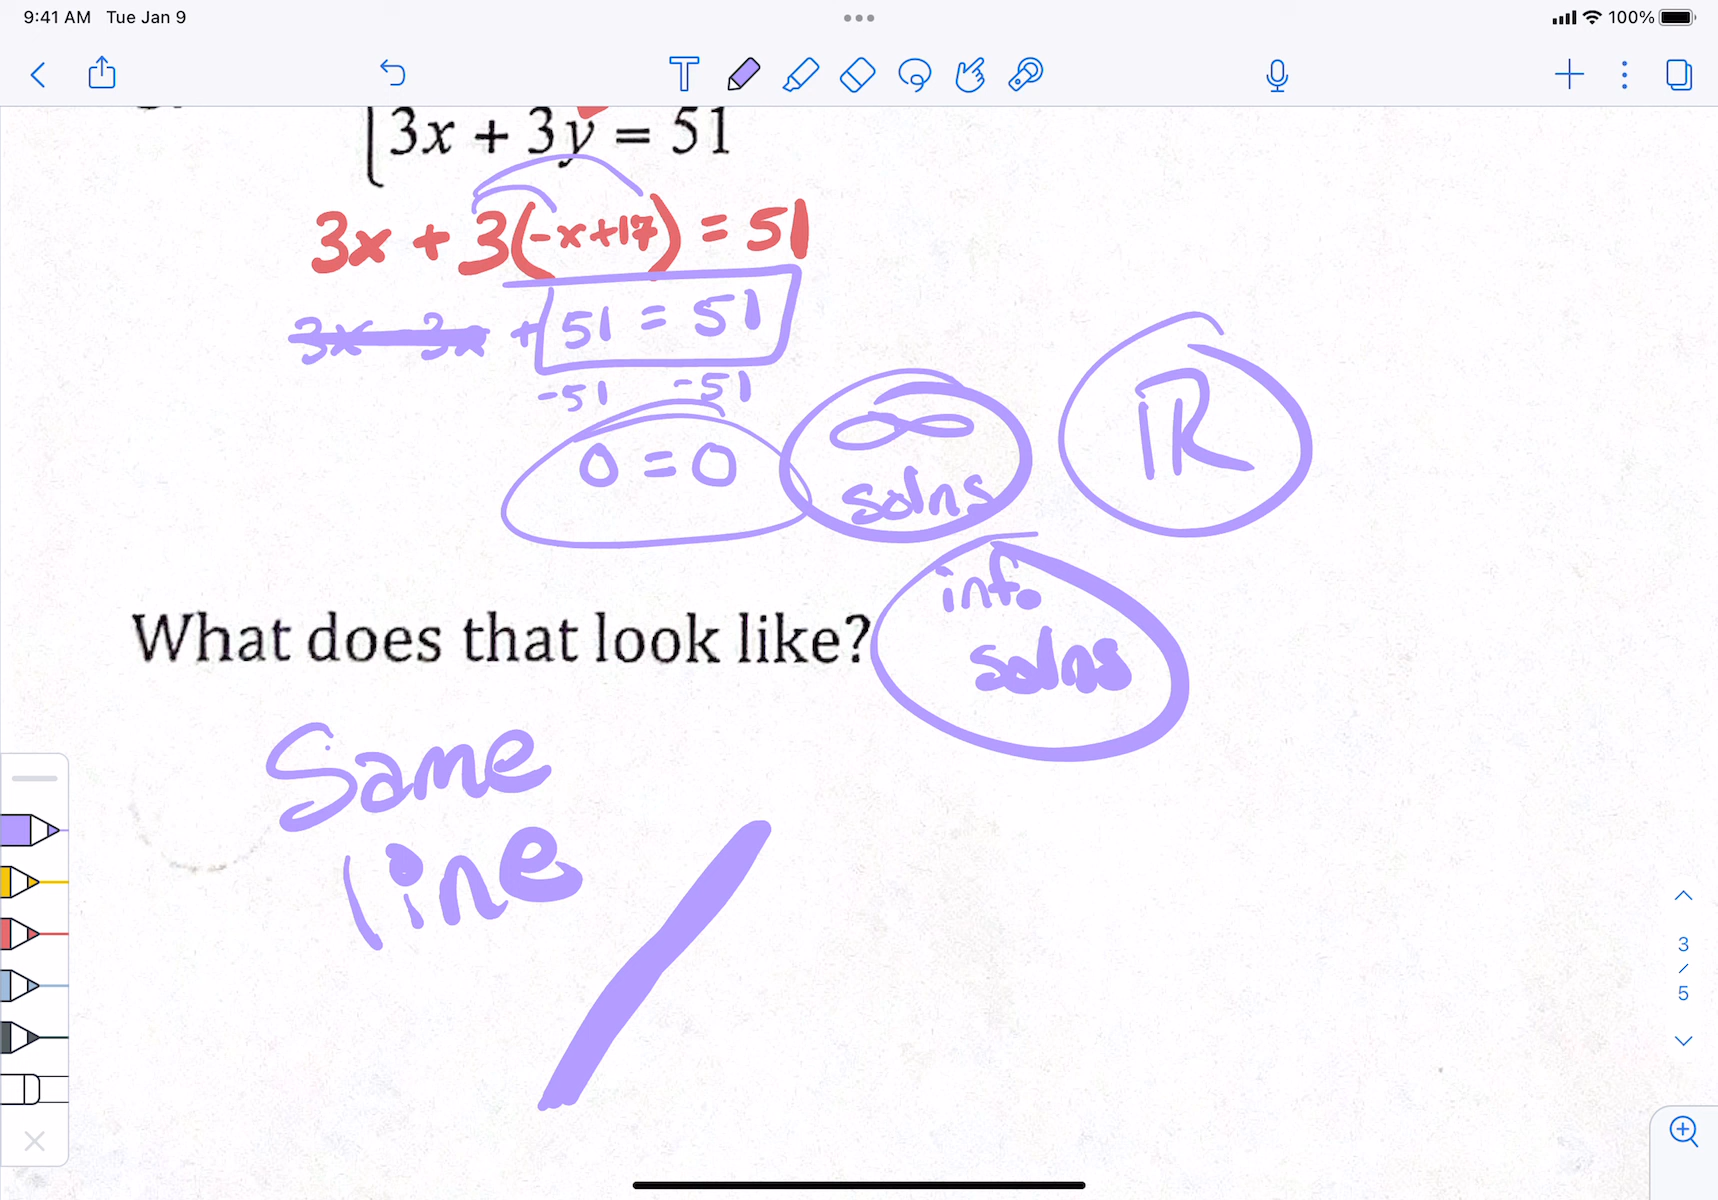 9:41 AM Tue Jan 9
100%
3x + 3y = 51
3x + 3(-x+17) = 51
3x - 3x + 51 = 51
-51 -51
0 = 0
∞
solns
ℝ
inf.
solns
What does that look like?
Same
line
3
/
5